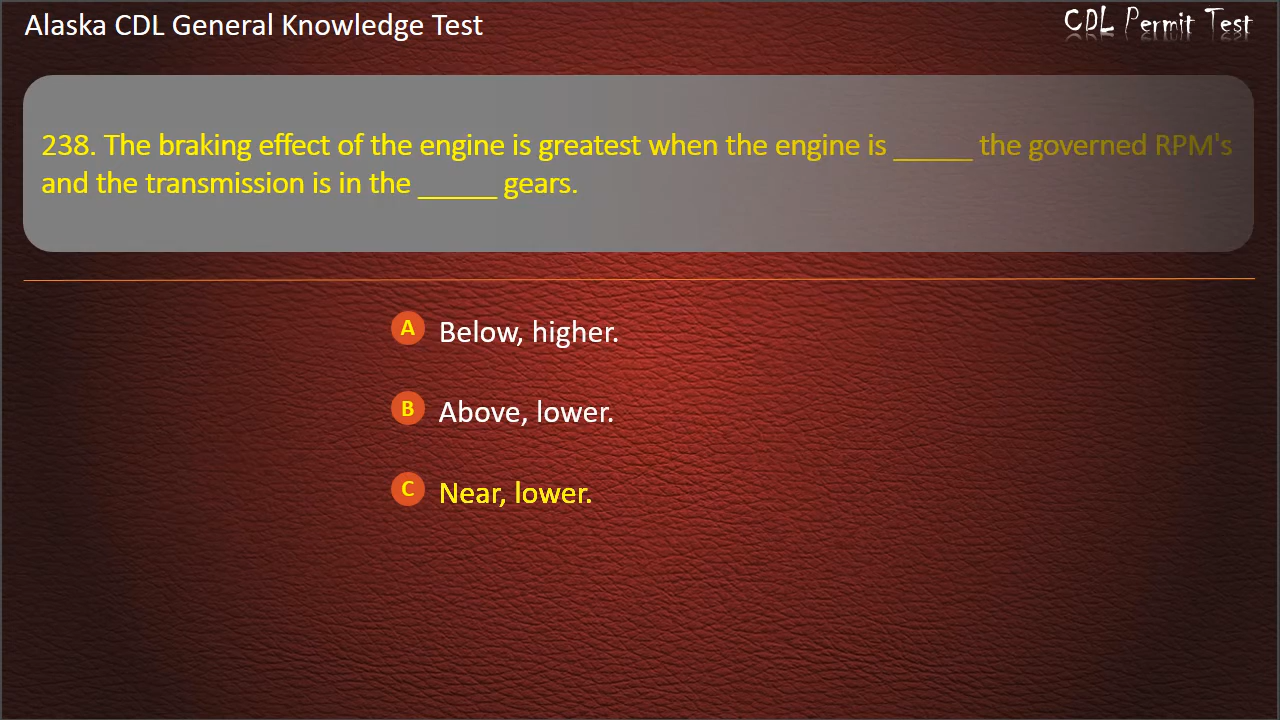 Alaska CDL General Knowledge Test
CDL Permit Test
238. The braking effect of the engine is greatest when the engine is ______ the governed RPM's
and the transmission is in the ______ gears.
A Below, higher.
B Above, lower.
C Near, lower.